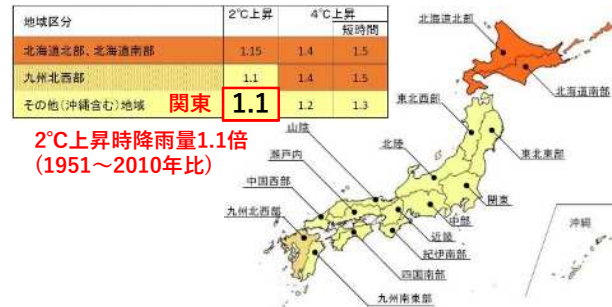 地域区分 2℃上昇 4℃上昇
短時間
北海道北部、北海道南部 1.15 1.4 1.5
九州北西部 1.1 1.4 1.5
その他(沖縄含む)地域 関東 1.1 1.2 1.3
2℃上昇時降雨量1.1倍
(1951～2010年比)
北海道北部
北海道南部
東北西部
東北東部
山陰
北陸
瀬戸内
中国西部
関東
九州北西部
中部
近畿
紀伊南部
四国南部
九州南東部
沖縄